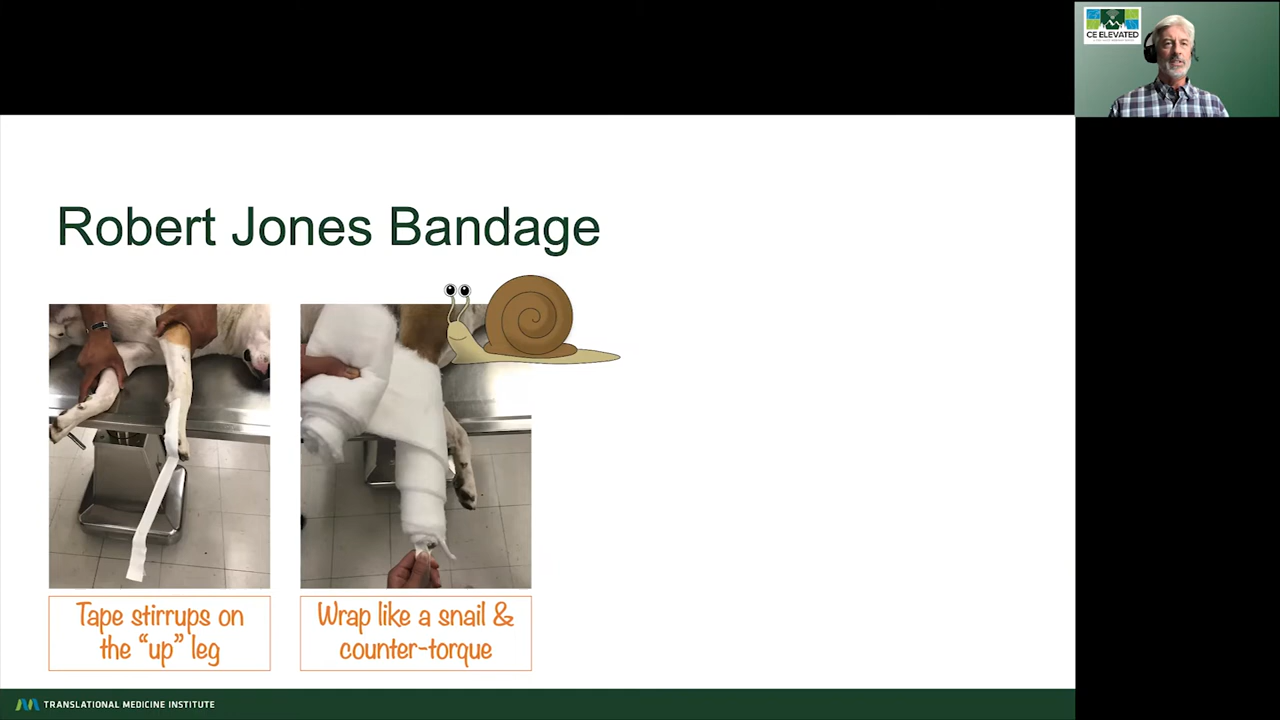 CE ELEVATED
Robert Jones Bandage
Tape stirrups on
the “up” leg
Wrap like a snail &
counter-torque
TRANSLATIONAL MEDICINE INSTITUTE